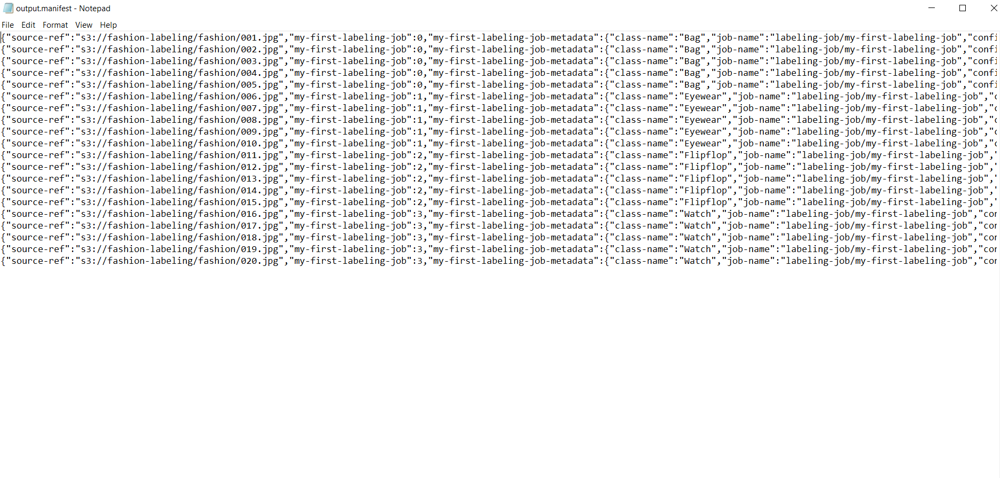 output.manifest - Notepad
File Edit Format View Help
{"source-ref":"s3://fashion-labeling/fashion/001.jpg","my-first-labeling-job":0,"my-first-labeling-job-metadata":{"class-name":"Bag","job-name":"labeling-job/my-first-labeling-job","confi
{"source-ref":"s3://fashion-labeling/fashion/002.jpg","my-first-labeling-job":0,"my-first-labeling-job-metadata":{"class-name":"Bag","job-name":"labeling-job/my-first-labeling-job","confi
{"source-ref":"s3://fashion-labeling/fashion/003.jpg","my-first-labeling-job":0,"my-first-labeling-job-metadata":{"class-name":"Bag","job-name":"labeling-job/my-first-labeling-job","confi
{"source-ref":"s3://fashion-labeling/fashion/004.jpg","my-first-labeling-job":0,"my-first-labeling-job-metadata":{"class-name":"Bag","job-name":"labeling-job/my-first-labeling-job","confi
{"source-ref":"s3://fashion-labeling/fashion/005.jpg","my-first-labeling-job":0,"my-first-labeling-job-metadata":{"class-name":"Bag","job-name":"labeling-job/my-first-labeling-job","confi
{"source-ref":"s3://fashion-labeling/fashion/006.jpg","my-first-labeling-job":1,"my-first-labeling-job-metadata":{"class-name":"Eyewear","job-name":"labeling-job/my-first-labeling-job","c
{"source-ref":"s3://fashion-labeling/fashion/007.jpg","my-first-labeling-job":1,"my-first-labeling-job-metadata":{"class-name":"Eyewear","job-name":"labeling-job/my-first-labeling-job","c
{"source-ref":"s3://fashion-labeling/fashion/008.jpg","my-first-labeling-job":1,"my-first-labeling-job-metadata":{"class-name":"Eyewear","job-name":"labeling-job/my-first-labeling-job","c
{"source-ref":"s3://fashion-labeling/fashion/009.jpg","my-first-labeling-job":1,"my-first-labeling-job-metadata":{"class-name":"Eyewear","job-name":"labeling-job/my-first-labeling-job","c
{"source-ref":"s3://fashion-labeling/fashion/010.jpg","my-first-labeling-job":1,"my-first-labeling-job-metadata":{"class-name":"Eyewear","job-name":"labeling-job/my-first-labeling-job","c
{"source-ref":"s3://fashion-labeling/fashion/011.jpg","my-first-labeling-job":2,"my-first-labeling-job-metadata":{"class-name":"Flipflop","job-name":"labeling-job/my-first-labeling-job","
{"source-ref":"s3://fashion-labeling/fashion/012.jpg","my-first-labeling-job":2,"my-first-labeling-job-metadata":{"class-name":"Flipflop","job-name":"labeling-job/my-first-labeling-job","
{"source-ref":"s3://fashion-labeling/fashion/013.jpg","my-first-labeling-job":2,"my-first-labeling-job-metadata":{"class-name":"Flipflop","job-name":"labeling-job/my-first-labeling-job","
{"source-ref":"s3://fashion-labeling/fashion/014.jpg","my-first-labeling-job":2,"my-first-labeling-job-metadata":{"class-name":"Flipflop","job-name":"labeling-job/my-first-labeling-job","
{"source-ref":"s3://fashion-labeling/fashion/015.jpg","my-first-labeling-job":2,"my-first-labeling-job-metadata":{"class-name":"Flipflop","job-name":"labeling-job/my-first-labeling-job","
{"source-ref":"s3://fashion-labeling/fashion/016.jpg","my-first-labeling-job":3,"my-first-labeling-job-metadata":{"class-name":"Watch","job-name":"labeling-job/my-first-labeling-job","con
{"source-ref":"s3://fashion-labeling/fashion/017.jpg","my-first-labeling-job":3,"my-first-labeling-job-metadata":{"class-name":"Watch","job-name":"labeling-job/my-first-labeling-job","con
{"source-ref":"s3://fashion-labeling/fashion/018.jpg","my-first-labeling-job":3,"my-first-labeling-job-metadata":{"class-name":"Watch","job-name":"labeling-job/my-first-labeling-job","con
{"source-ref":"s3://fashion-labeling/fashion/019.jpg","my-first-labeling-job":3,"my-first-labeling-job-metadata":{"class-name":"Watch","job-name":"labeling-job/my-first-labeling-job","con
{"source-ref":"s3://fashion-labeling/fashion/020.jpg","my-first-labeling-job":3,"my-first-labeling-job-metadata":{"class-name":"Watch","job-name":"labeling-job/my-first-labeling-job","con